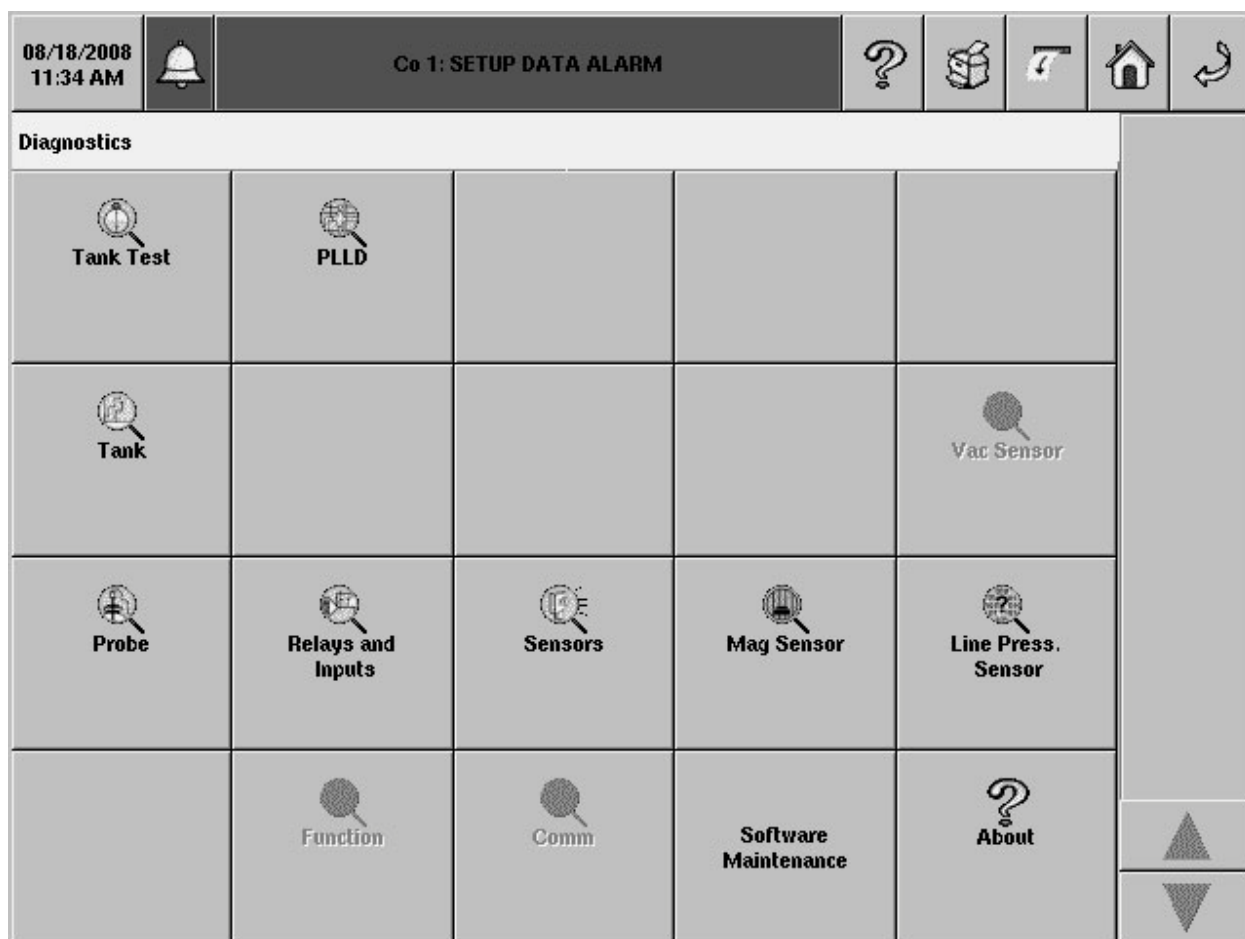 08/18/2008
11:34 AM
Co 1: SETUP DATA ALARM
Diagnostics
Tank Test
PLLD
Tank
Vac Sensor
Probe
Relays and
Inputs
Sensors
Mag Sensor
Line Press.
Sensor
Function
Comm
Software
Maintenance
About